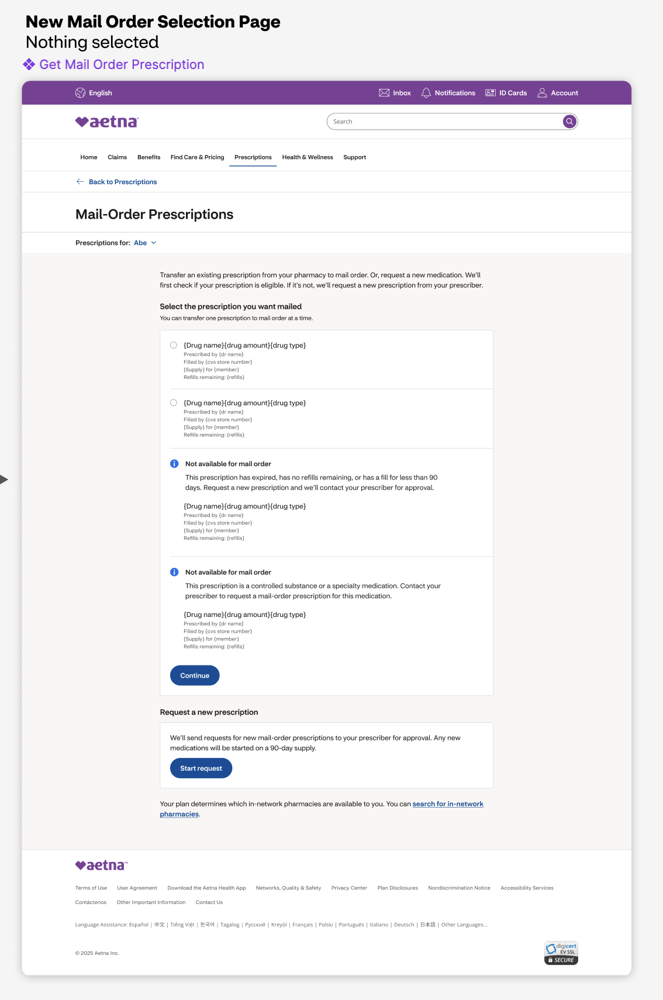 New Mail Order Selection Page
Nothing selected
Get Mail Order Prescription
English
Inbox
Notifications
ID Cards
Account
aetna®
Search
Home Claims Benefits Find Care & Pricing Prescriptions Health & Wellness Support
Back to Prescriptions
Mail-Order Prescriptions
Prescriptions for: Abe
Transfer an existing prescription from your pharmacy to mail order. Or, request a new medication. We'll
first check if your prescription is eligible. If it's not, we'll request a new prescription from your prescriber.
Select the prescription you want mailed
You can transfer one prescription to mail order at a time.
{Drug name}{drug amount}{drug type}
Prescribed by {dr name}
Filled by {cvs store number}
{Supply} for {member}
Refills remaining: {refills}
{Drug name}{drug amount}{drug type}
Prescribed by {dr name}
Filled by {cvs store number}
{Supply} for {member}
Refills remaining: {refills}
Not available for mail order
This prescription has expired, has no refills remaining, or has a fill for less than 90
days. Request a new prescription and we'll contact your prescriber for approval.
{Drug name}{drug amount}{drug type}
Prescribed by {dr name}
Filled by {cvs store number}
{Supply} for {member}
Refills remaining: {refills}
Not available for mail order
This prescription is a controlled substance or a specialty medication. Contact your
prescriber to request a mail-order prescription for this medication.
{Drug name}{drug amount}{drug type}
Prescribed by {dr name}
Filled by {cvs store number}
{Supply} for {member}
Refills remaining: {refills}
Continue
Request a new prescription
We'll send requests for new mail-order prescriptions to your prescriber for approval. Any new
medications will be started on a 90-day supply.
Start request
Your plan determines which in-network pharmacies are available to you. You can search for in-network
pharmacies.
aetna™
Terms of Use User Agreement Download the Aetna Health App Networks, Quality & Safety Privacy Center Plan Disclosures Nondiscrimination Notice Accessibility Services
Contáctenos Other Important Information Contact Us
Language Assistance: Español | 中文 | Tiếng Việt | 한국어 | Tagalog | Русский | Kreyòl | Français | Polski | Português | Italiano | Deutsch | 日本語 | Other Languages...
© 2025 Aetna Inc.
digicert
EV SSL
SECURE